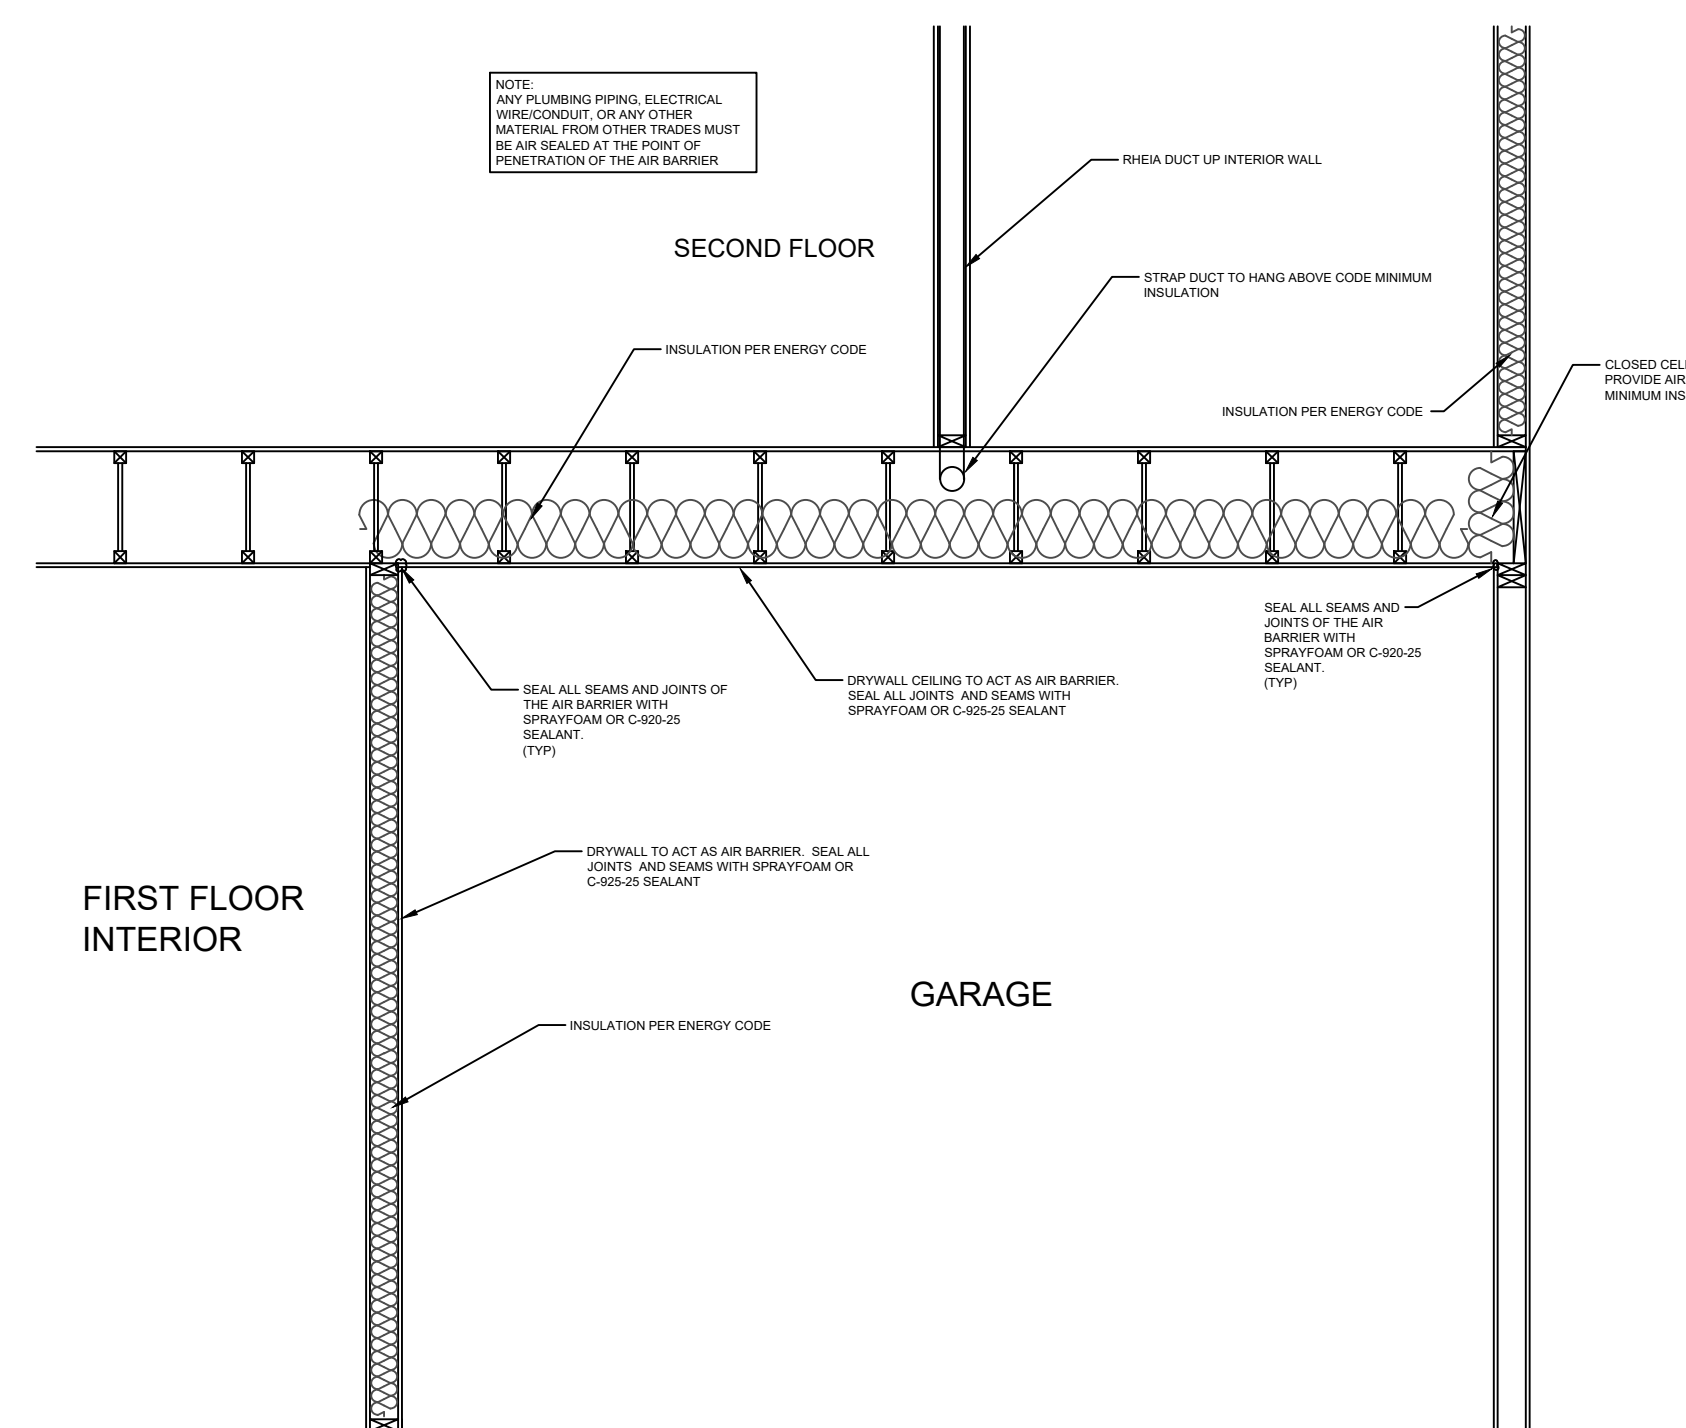 NOTE:
ANY PLUMBING PIPING, ELECTRICAL
WIRE/CONDUIT, OR ANY OTHER
MATERIAL FROM OTHER TRADES MUST
BE AIR SEALED AT THE POINT OF
PENETRATION OF THE AIR BARRIER
RHEIA DUCT UP INTERIOR WALL
SECOND FLOOR
STRAP DUCT TO HANG ABOVE CODE MINIMUM
INSULATION
INSULATION PER ENERGY CODE
CLOSED CELL
PROVIDE AIR
MINIMUM INS
INSULATION PER ENERGY CODE
SEAL ALL SEAMS AND
JOINTS OF THE AIR
BARRIER WITH
SPRAYFOAM OR C-920-25
SEALANT.
(TYP)
SEAL ALL SEAMS AND JOINTS OF
THE AIR BARRIER WITH
SPRAYFOAM OR C-920-25
SEALANT.
(TYP)
DRYWALL CEILING TO ACT AS AIR BARRIER.
SEAL ALL JOINTS AND SEAMS WITH
SPRAYFOAM OR C-925-25 SEALANT
DRYWALL TO ACT AS AIR BARRIER. SEAL ALL
JOINTS AND SEAMS WITH SPRAYFOAM OR
C-925-25 SEALANT
FIRST FLOOR
INTERIOR
GARAGE
INSULATION PER ENERGY CODE